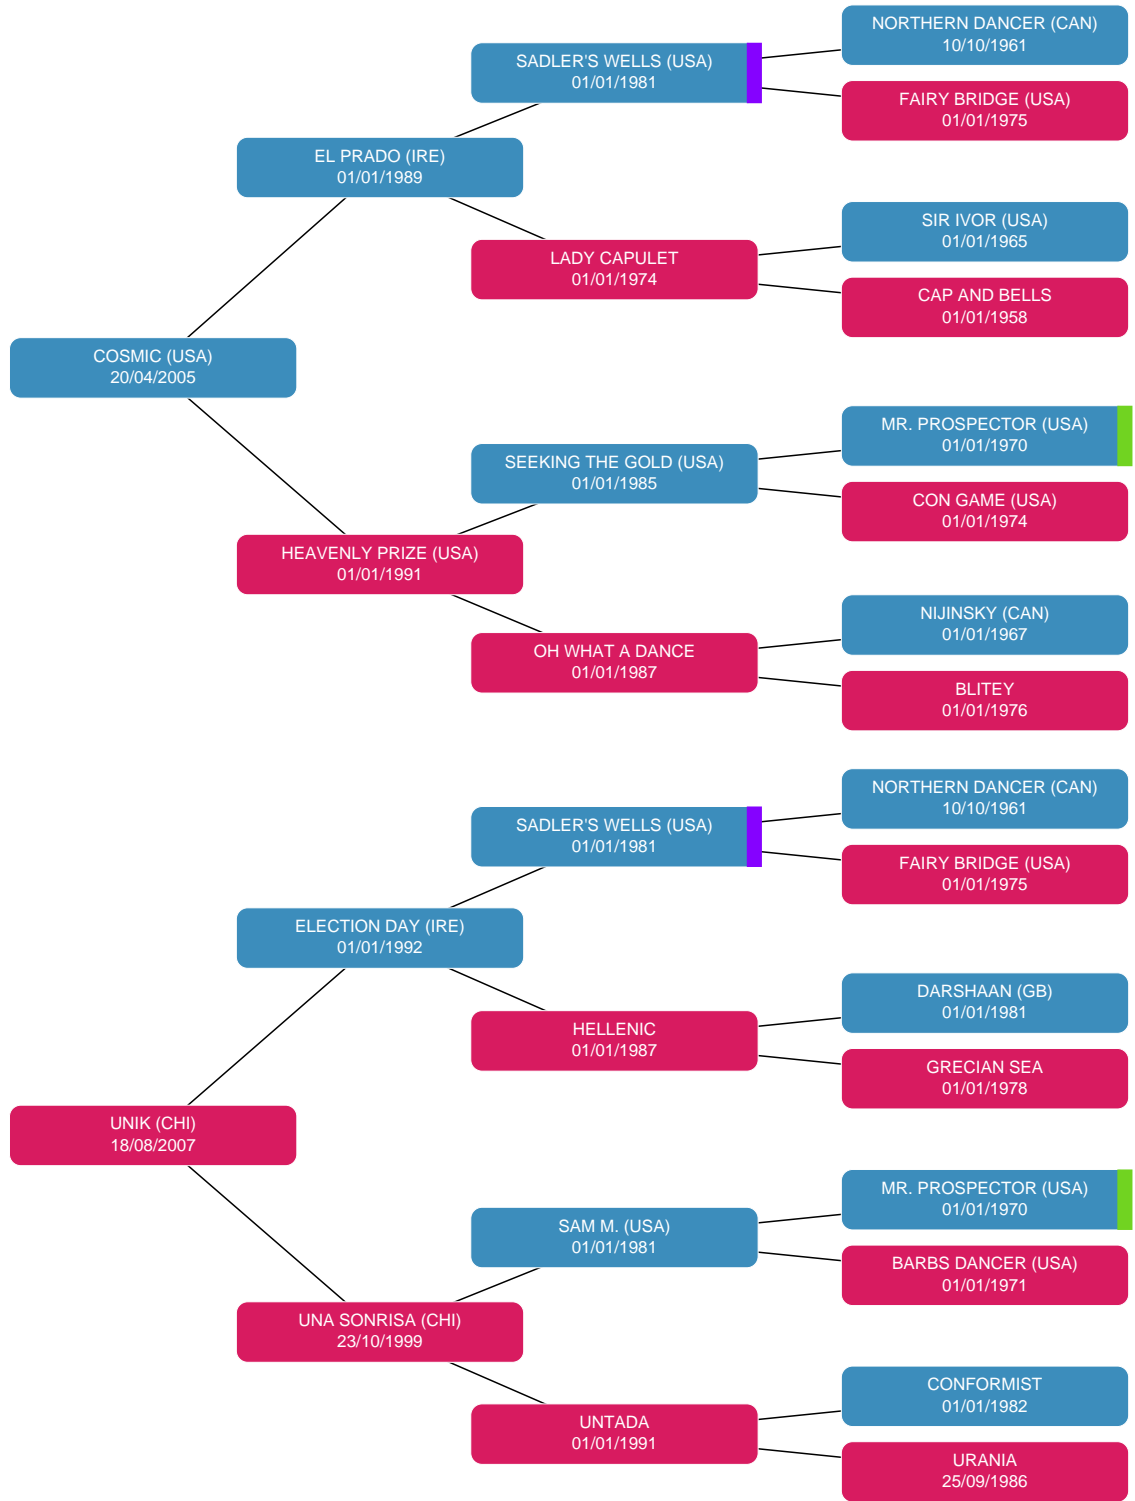 NORTHERN DANCER (CAN)
10/10/1961
SADLER'S WELLS (USA)
01/01/1981
FAIRY BRIDGE (USA)
01/01/1975
EL PRADO (IRE)
01/01/1989
SIR IVOR (USA)
01/01/1965
LADY CAPULET
01/01/1974
CAP AND BELLS
01/01/1958
COSMIC (USA)
20/04/2005
MR. PROSPECTOR (USA)
01/01/1970
SEEKING THE GOLD (USA)
01/01/1985
CON GAME (USA)
01/01/1974
HEAVENLY PRIZE (USA)
01/01/1991
NIJINSKY (CAN)
01/01/1967
OH WHAT A DANCE
01/01/1987
BLITEY
01/01/1976
NORTHERN DANCER (CAN)
10/10/1961
SADLER'S WELLS (USA)
01/01/1981
FAIRY BRIDGE (USA)
01/01/1975
ELECTION DAY (IRE)
01/01/1992
DARSHAAN (GB)
01/01/1981
HELLENIC
01/01/1987
GRECIAN SEA
01/01/1978
UNIK (CHI)
18/08/2007
MR. PROSPECTOR (USA)
01/01/1970
SAM M. (USA)
01/01/1981
BARBS DANCER (USA)
01/01/1971
UNA SONRISA (CHI)
23/10/1999
CONFORMIST
01/01/1982
UNTADA
01/01/1991
URANIA
25/09/1986